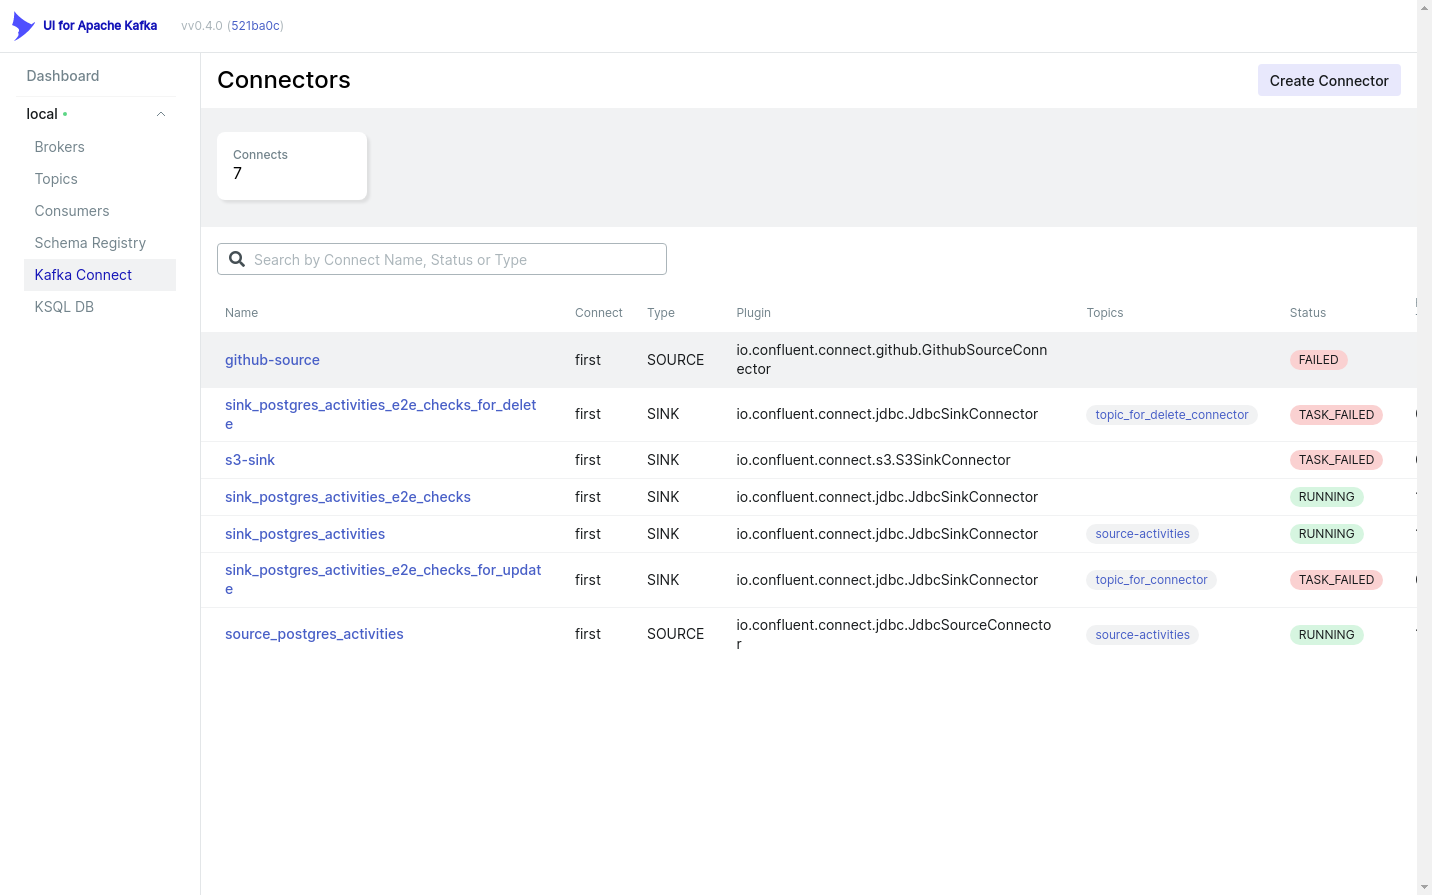 UI for Apache Kafka
vv0.4.0 (521ba0c)
Dashboard
local
Brokers
Topics
Consumers
Schema Registry
Kafka Connect
KSQL DB
Connectors
Create Connector
Connects
7
Search by Connect Name, Status or Type
Name Connect Type Plugin Topics Status
github-source first SOURCE io.confluent.connect.github.GithubSourceConn
ector FAILED
sink_postgres_activities_e2e_checks_for_delet
e first SINK io.confluent.connect.jdbc.JdbcSinkConnector topic_for_delete_connector TASK_FAILED
s3-sink first SINK io.confluent.connect.s3.S3SinkConnector TASK_FAILED
sink_postgres_activities_e2e_checks first SINK io.confluent.connect.jdbc.JdbcSinkConnector RUNNING
sink_postgres_activities first SINK io.confluent.connect.jdbc.JdbcSinkConnector source-activities RUNNING
sink_postgres_activities_e2e_checks_for_updat
e first SINK io.confluent.connect.jdbc.JdbcSinkConnector topic_for_connector TASK_FAILED
source_postgres_activities first SOURCE io.confluent.connect.jdbc.JdbcSourceConnecto
r source-activities RUNNING